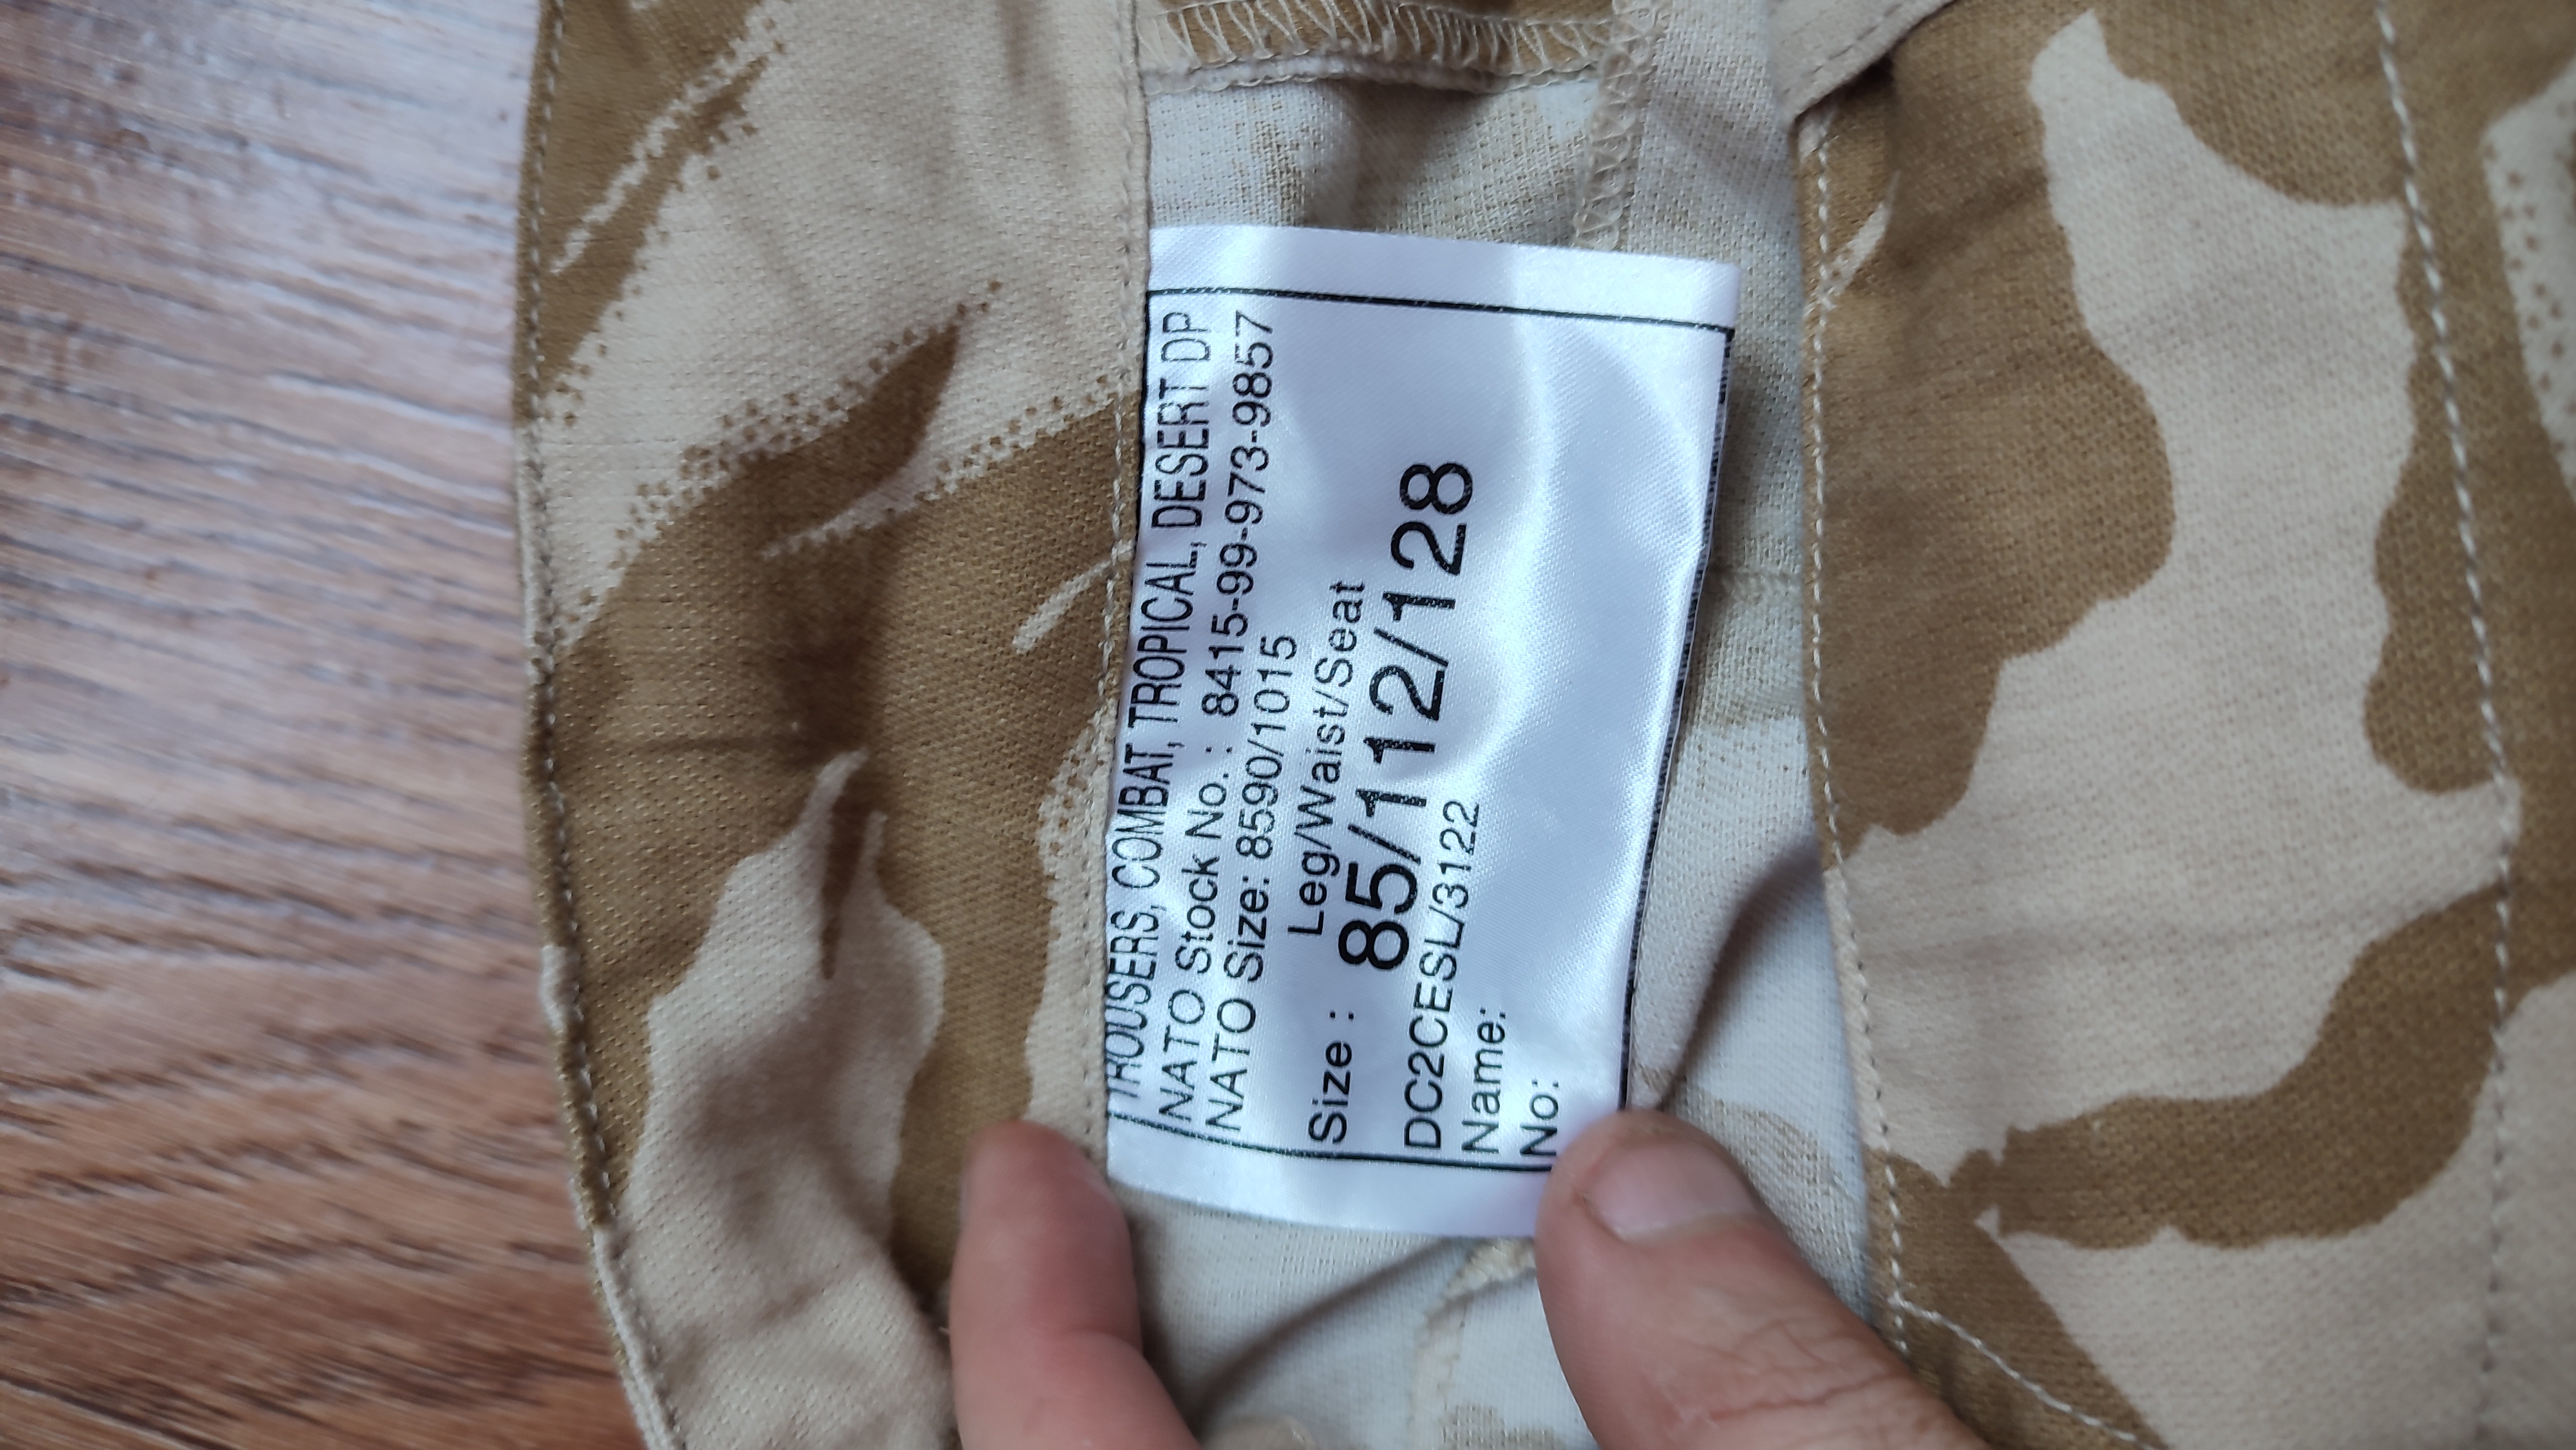 TROUSERS, COMBAT, TROPICAL, DESERT DP
NATO Stock No. : 8415-99-973-9857
NATO Size: 8590/1015
Leg/Waist/Seat
Size : 85/112/128
DC2CESL/3122
Name:
No: